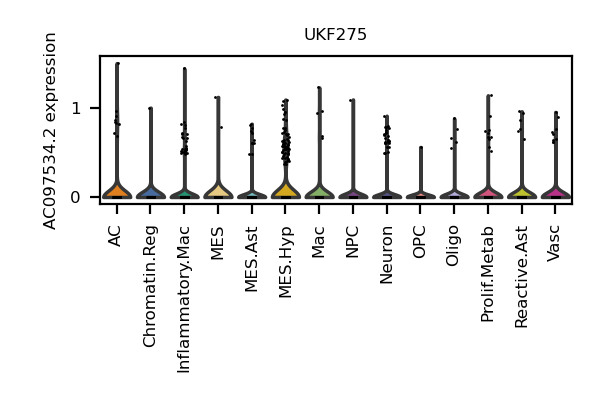 UKF275
AC097534.2 expression
1
0
AC
Chromatin.Reg
Inflammatory.Mac
MES
MES.Ast
MES.Hyp
Mac
NPC
Neuron
OPC
Oligo
Prolif.Metab
Reactive.Ast
Vasc